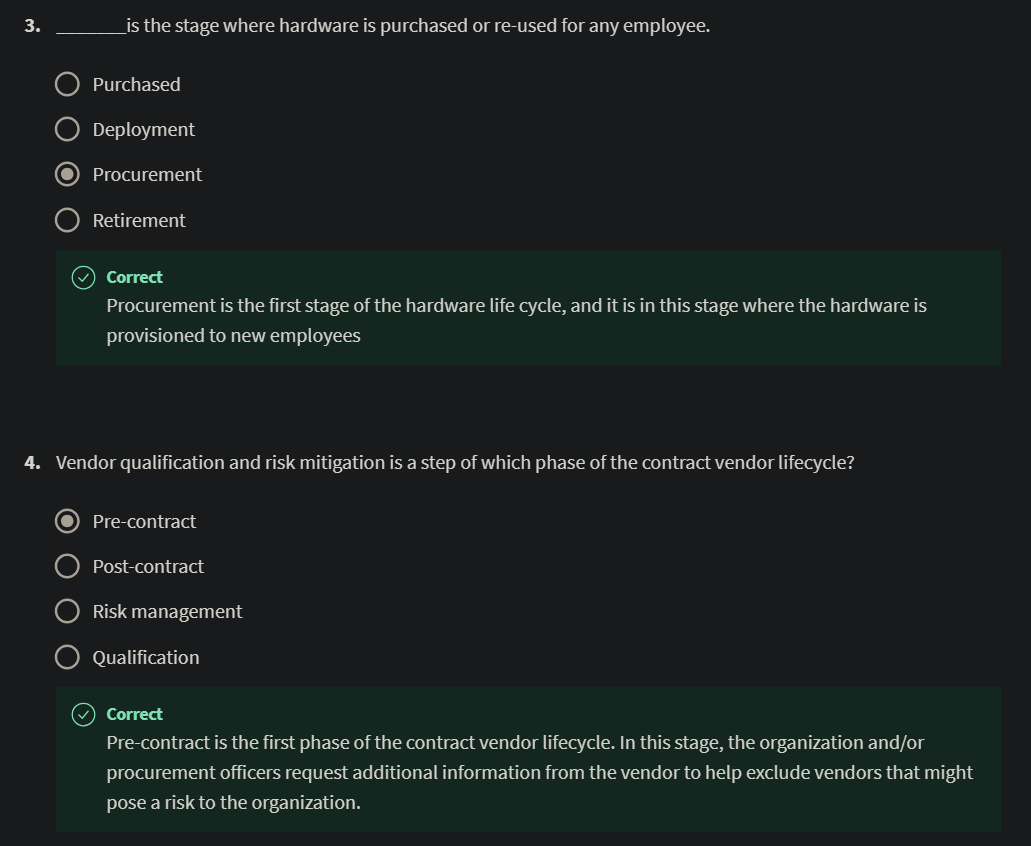 3. _______is the stage where hardware is purchased or re-used for any employee.
Purchased
Deployment
Procurement
Retirement
Correct
Procurement is the first stage of the hardware life cycle, and it is in this stage where the hardware is
provisioned to new employees
4. Vendor qualification and risk mitigation is a step of which phase of the contract vendor lifecycle?
Pre-contract
Post-contract
Risk management
Qualification
Correct
Pre-contract is the first phase of the contract vendor lifecycle. In this stage, the organization and/or
procurement officers request additional information from the vendor to help exclude vendors that might
pose a risk to the organization.